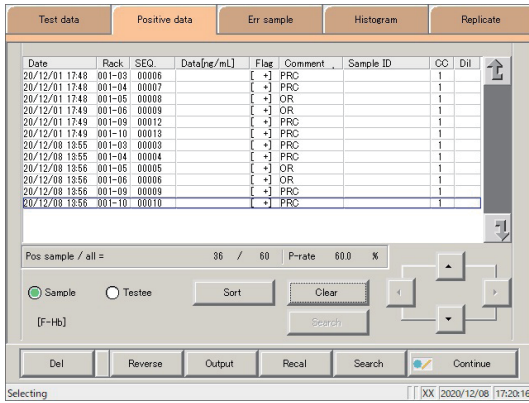 Test data Positive data Err sample Histogram Replicate
Date Rack SEQ. Data[ng/mL] Flag Comment Sample ID CC Dil
20/12/01 17:48 001-03 00006 [ +] PRC 1
20/12/01 17:48 001-04 00007 [ +] PRC 1
20/12/01 17:48 001-05 00008 [ +] OR 1
20/12/01 17:49 001-06 00009 [ +] OR 1
20/12/01 17:49 001-09 00012 [ +] PRC 1
20/12/01 17:49 001-10 00013 [ +] PRC 1
20/12/08 13:55 001-03 00003 [ +] PRC 1
20/12/08 13:55 001-04 00004 [ +] PRC 1
20/12/08 13:56 001-05 00005 [ +] OR 1
20/12/08 13:56 001-06 00006 [ +] OR 1
20/12/08 13:56 001-09 00009 [ +] PRC 1
20/12/08 13:56 001-10 00010 [ +] PRC 1
Pos sample / all = 36 / 60 P-rate 60.0 %
Sample Testee Sort Clear
[F-Hb] Search
Del Reverse Output Recal Search Continue
Selecting XX 2020/12/08 17:20:16